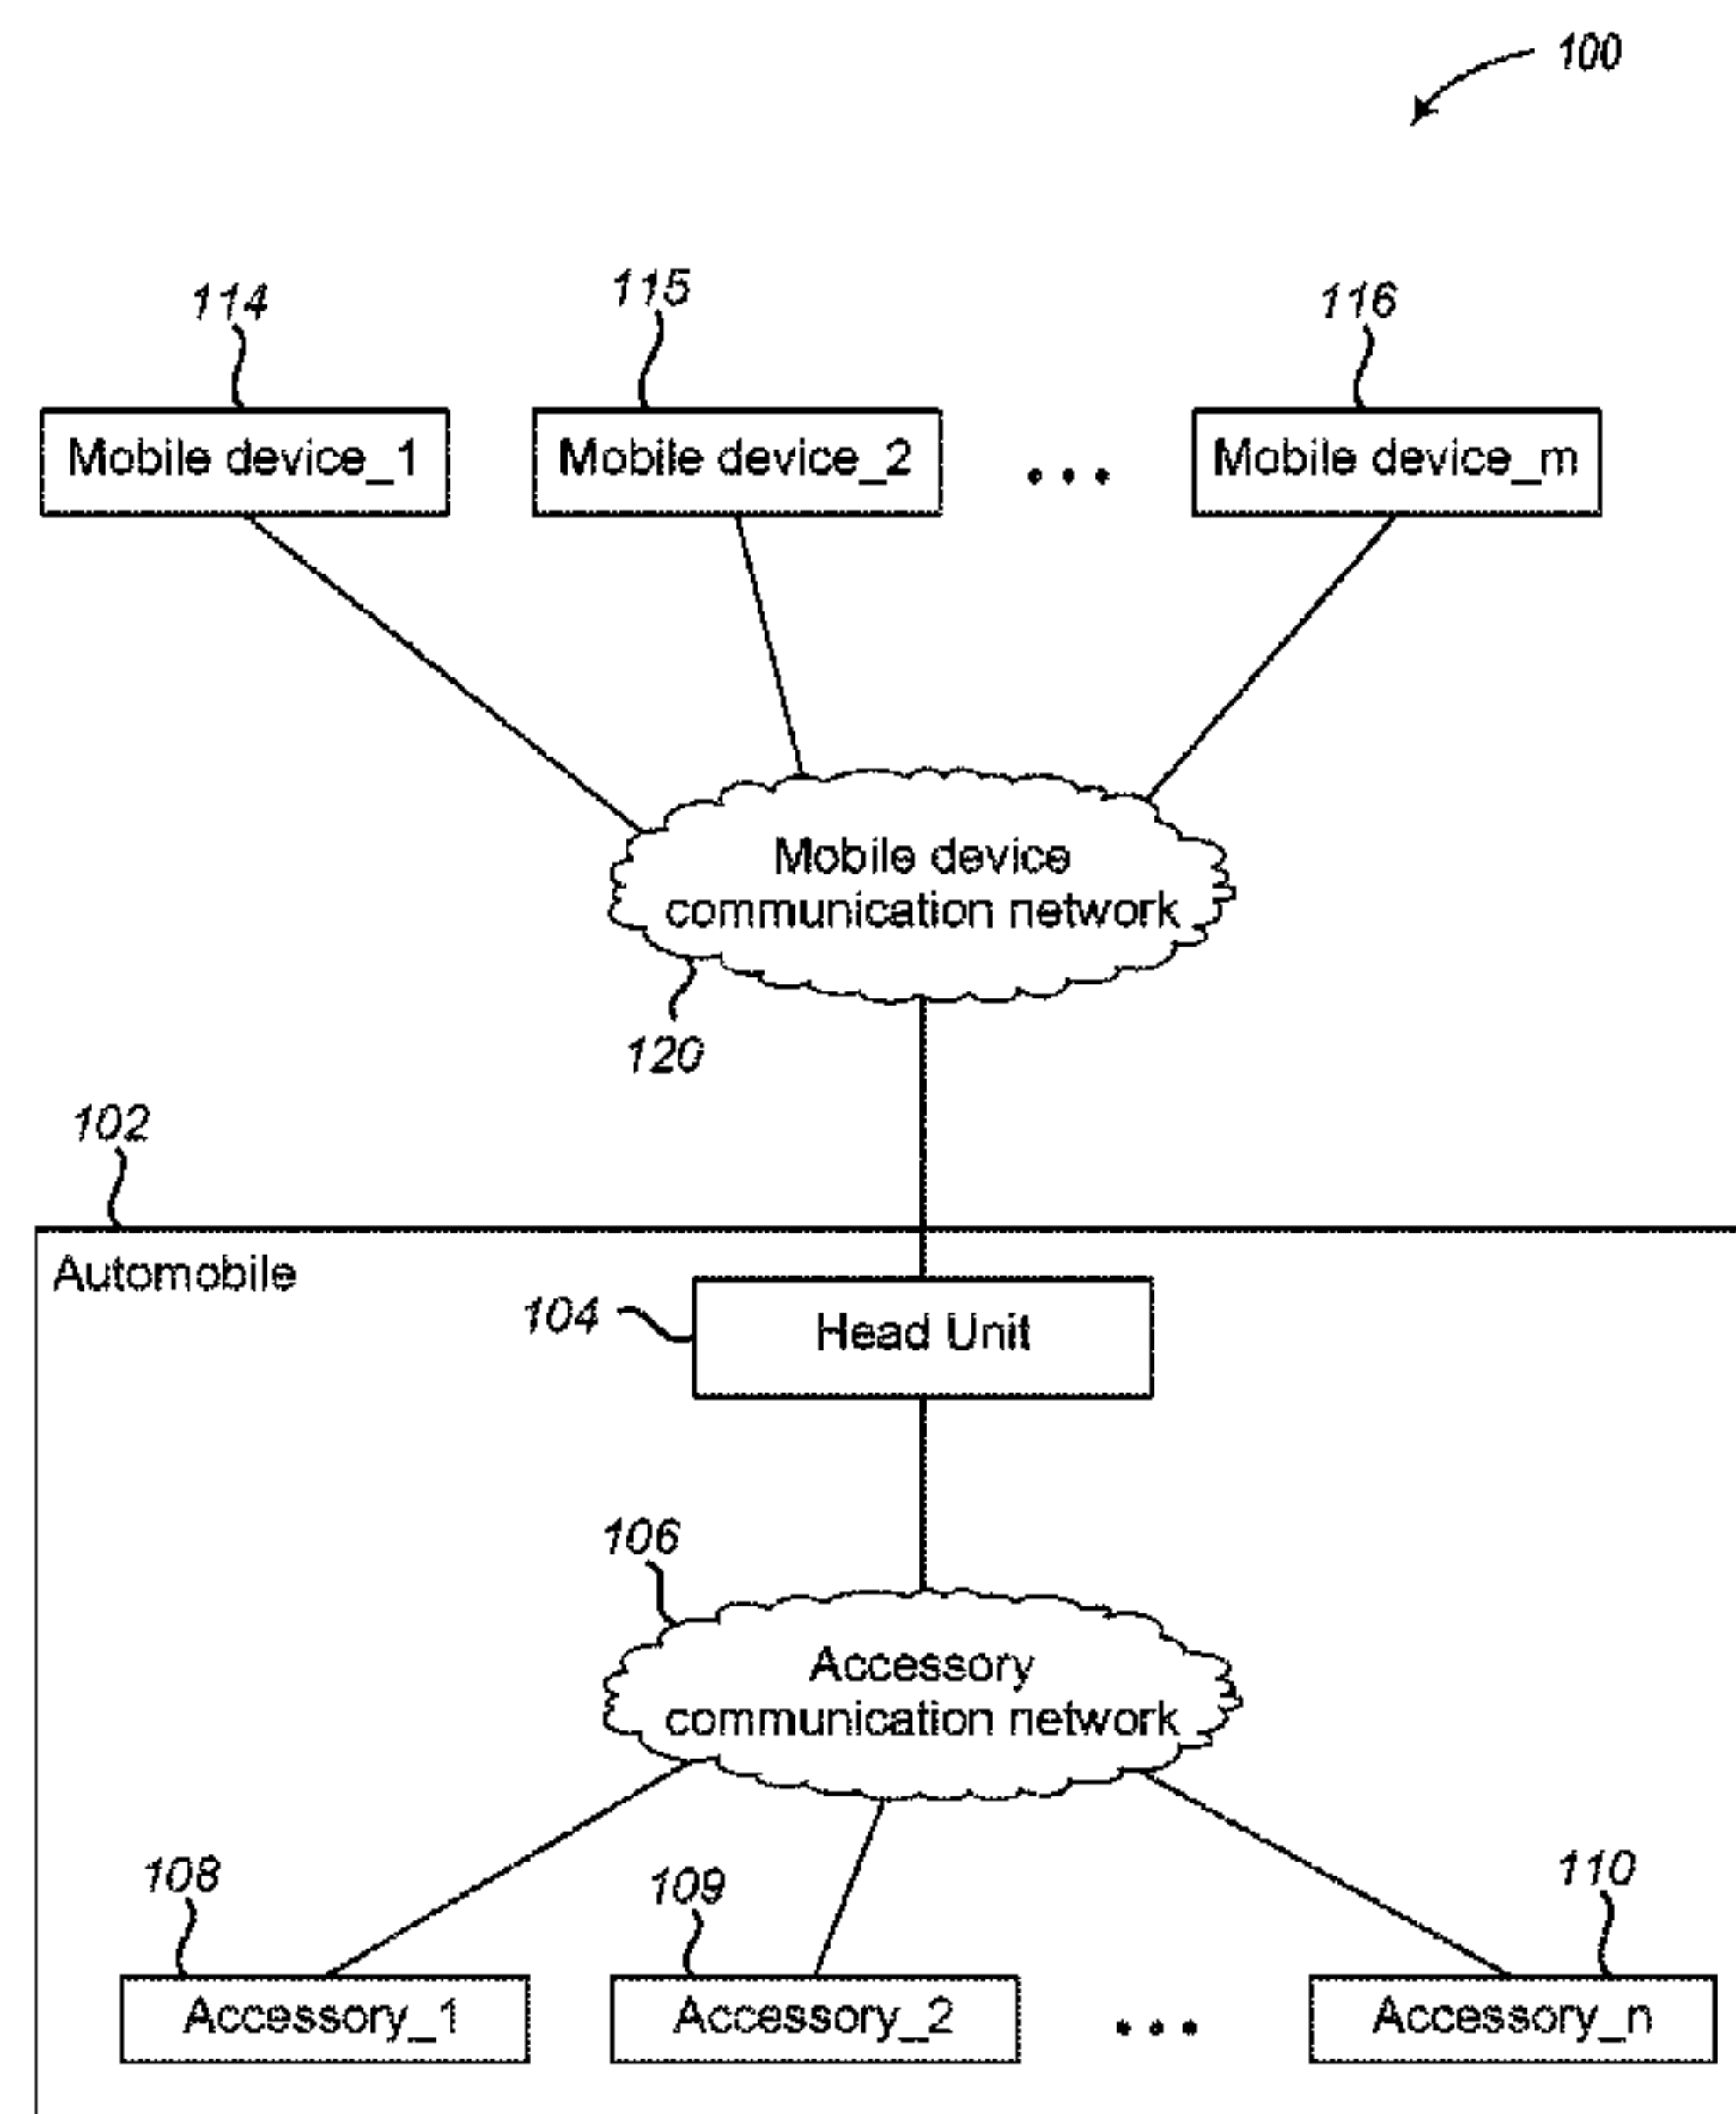 100
114
115
116
Mobile device_1
Mobile device_2
Mobile device_m
Mobile device
communication network
120
102
Automobile
104
Head Unit
106
Accessory
communication network
108
109
110
Accessory_1
Accessory_2
Accessory_n